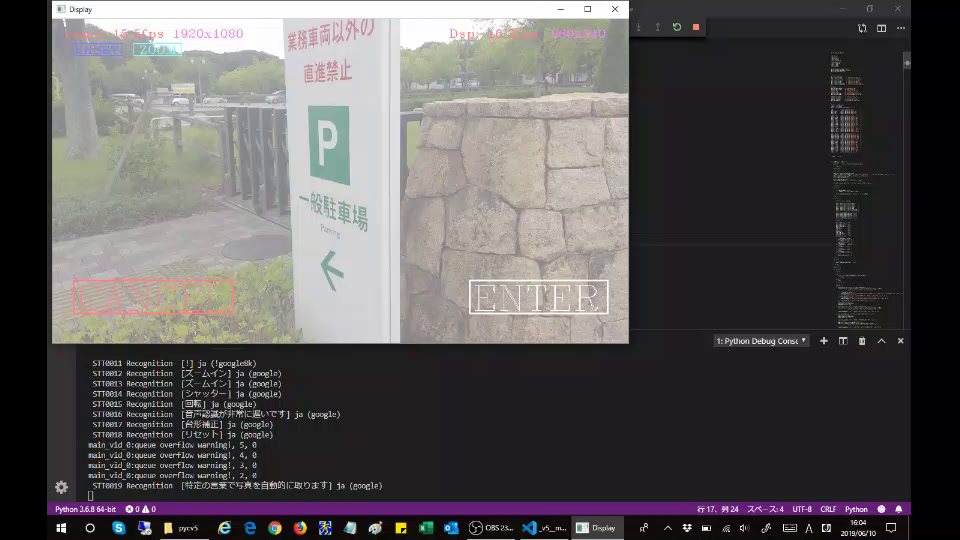 Display
1920x1080
RESET
ZOOM
業務車両以外の
直進禁止
P
一般駐車場
Parking
CANCEL
ENTER
1: Python Debug Consc
STT0011 Recognition [!] ja (!google8k)
STT0012 Recognition [ズームイン] ja (google)
STT0013 Recognition [ズームイン] ja (google)
STT0014 Recognition [シャッター] ja (google)
STT0015 Recognition [回転] ja (google)
STT0016 Recognition [音声認識が非常に遅いです] ja (google)
STT0017 Recognition [台形補正] ja (google)
STT0018 Recognition [リセット] ja (google)
main_vid_0:queue overflow warning!, 5, 0
main_vid_0:queue overflow warning!, 4, 0
main_vid_0:queue overflow warning!, 3, 0
main_vid_0:queue overflow warning!, 2, 0
STT0019 Recognition [特定の言葉で写真を自動的に取ります] ja (google)
Python 3.6.8 64-bit 0 0 行 17、列 24 スペース: 4 UTF-8 CRLF Python
pycv5 OBS 23... _v5_m... Display A 16:04
2019/06/10